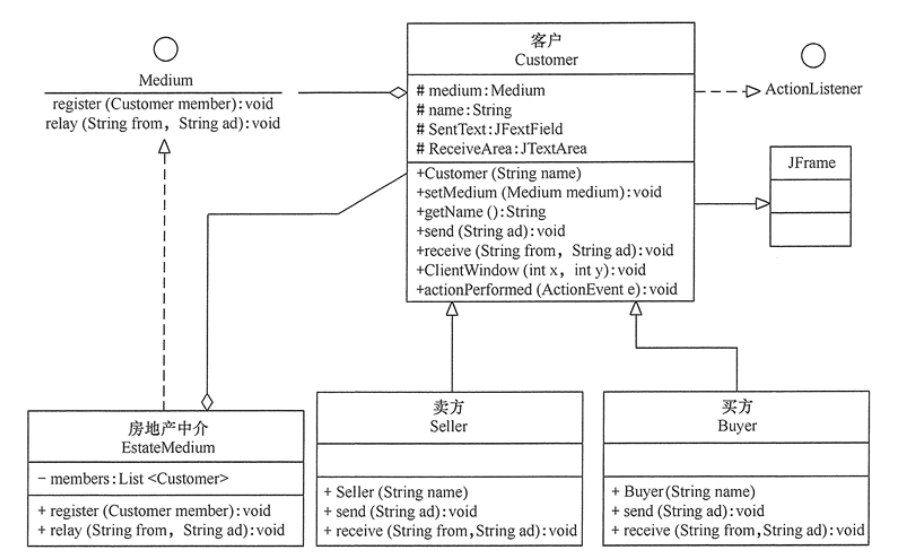 Medium
register (Customer member):void
relay (String from, String ad):void
客户
Customer
# medium:Medium
# name:String
# SentText:JFextField
# ReceiveArea:JTextArea
+Customer (String name)
+setMedium (Medium medium):void
+getName ():String
+send (String ad):void
+receive (String from, String ad):void
+ClientWindow (int x, int y):void
+actionPerformed (ActionEvent e):void
ActionListener
JFrame
房地产中介
EstateMedium
- members:List <Customer>
+ register (Customer member):void
+ relay (String from, String ad):void
卖方
Seller
+ Seller (String name)
+ send (String ad):void
+ receive (String from,String ad):void
买方
Buyer
+ Buyer(String name)
+ send (String ad):void
+ receive (String from,String ad):void